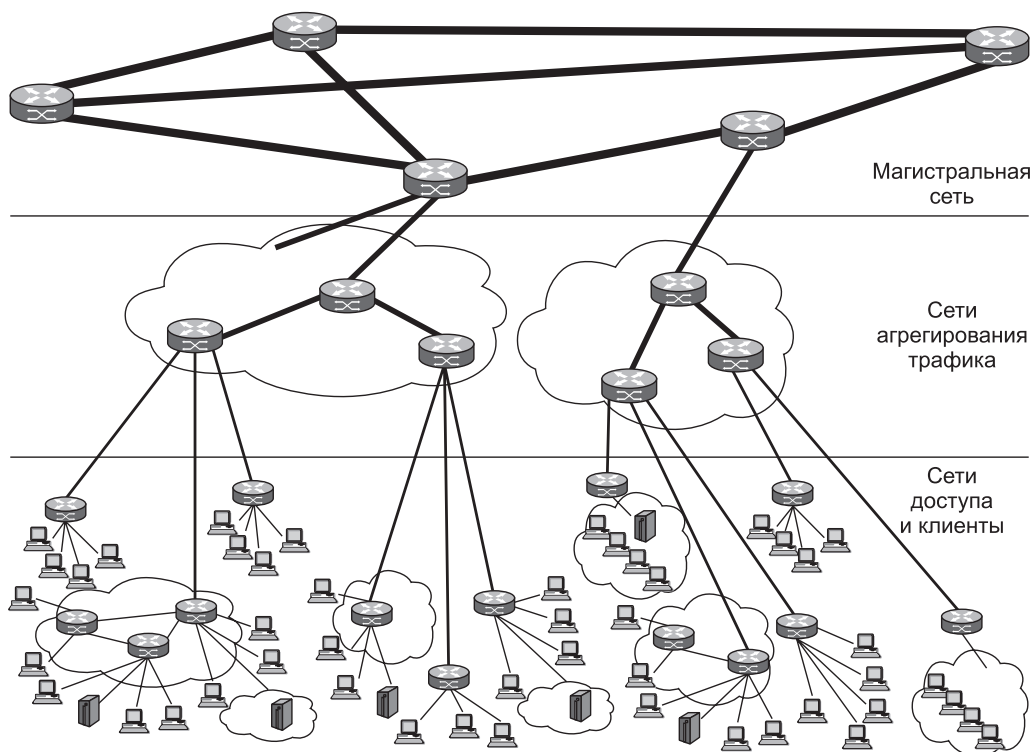 Магистральная
сеть
Сети
агрегирования
трафика
Сети
доступа
и клиенты